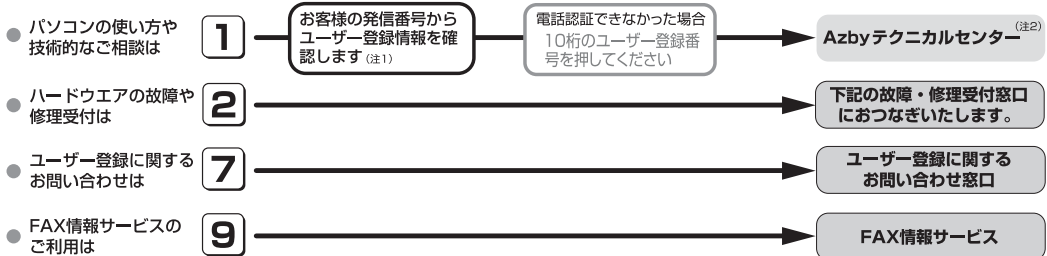 ● パソコンの使い方や
技術的なご相談は
1
お客様の発信番号から
ユーザー登録情報を確
認します(注1)
電話認証できなかった場合
10桁のユーザー登録番
号を押してください
Azbyテクニカルセンター(注2)
● ハードウエアの故障や
修理受付は
2
下記の故障・修理受付窓口
におつなぎいたします。
● ユーザー登録に関する
お問い合わせは
7
ユーザー登録に関する
お問い合わせ窓口
● FAX情報サービスの
ご利用は
9
FAX情報サービス